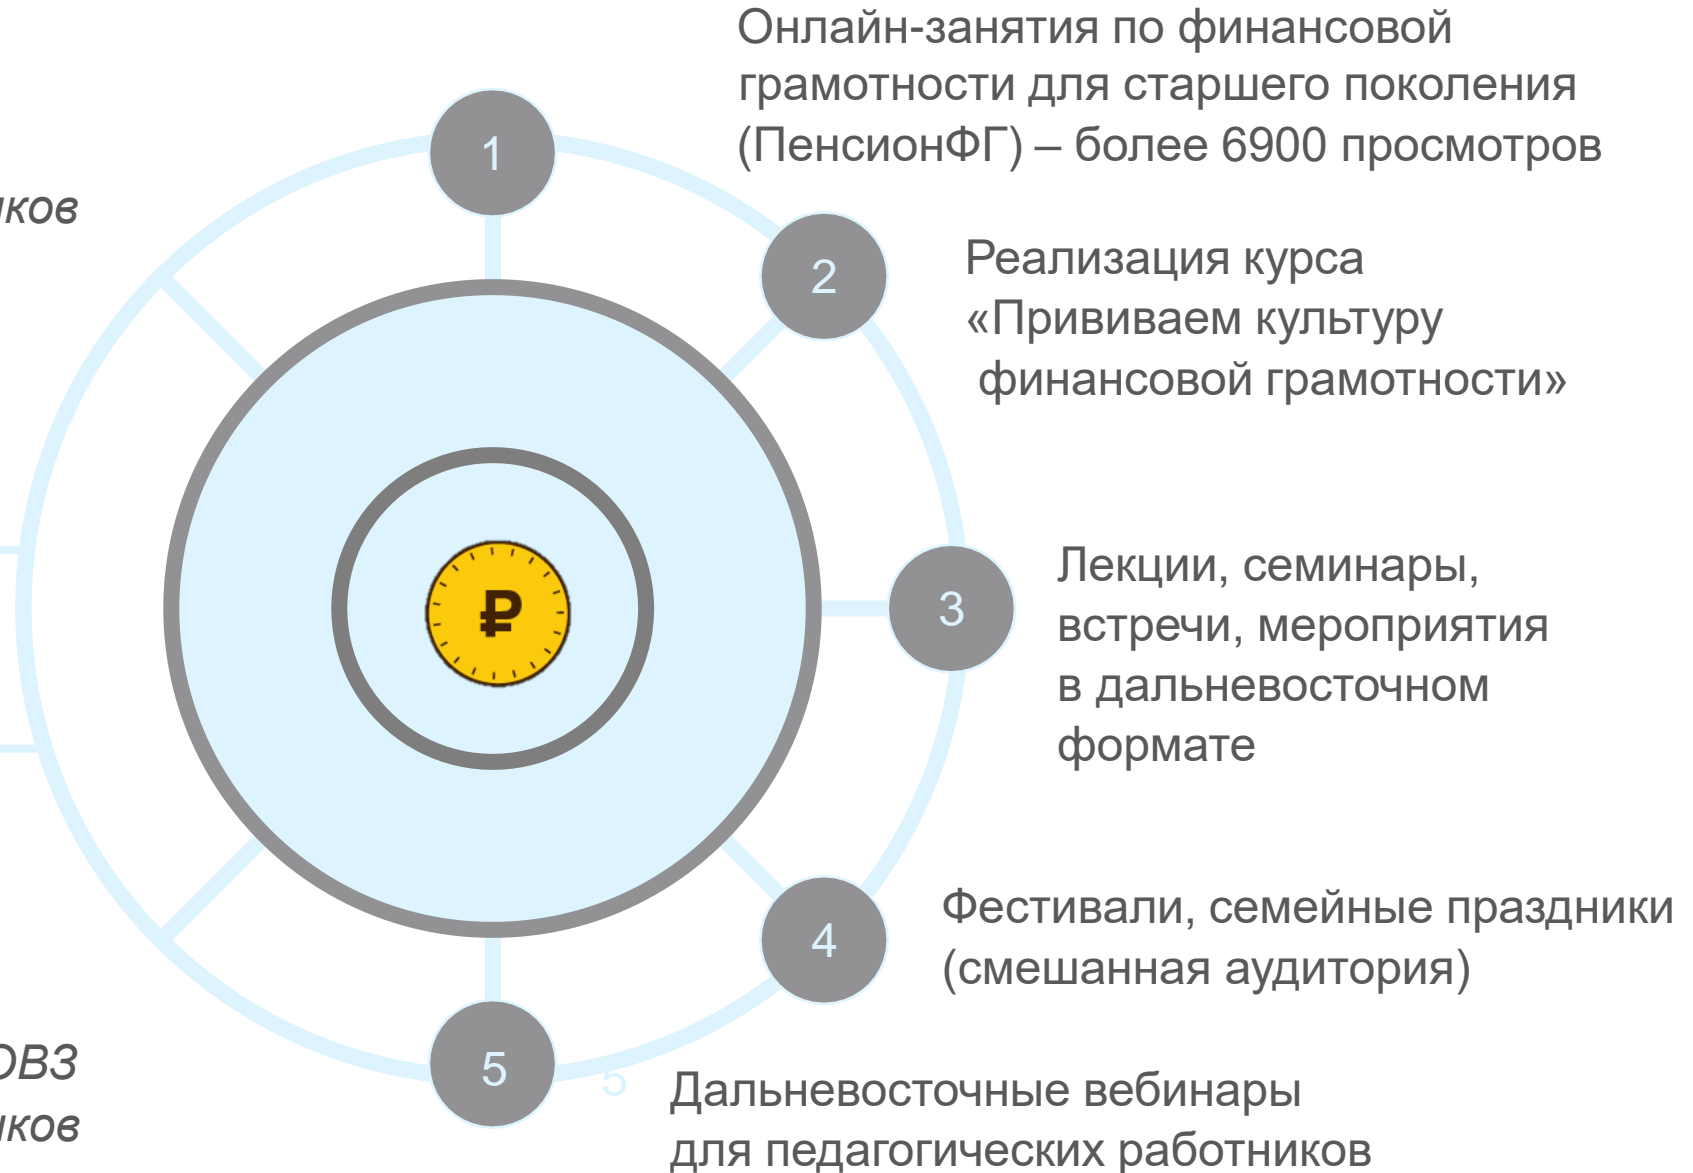 Онлайн-занятия по финансовой
грамотности для старшего поколения
(ПенсионФГ) – более 6900 просмотров
1
2
Реализация курса
«Прививаем культуру
финансовой грамотности»
₽
3
Лекции, семинары,
встречи, мероприятия
в дальневосточном
формате
4
Фестивали, семейные праздники
(смешанная аудитория)
ОВЗ
5
5
Дальневосточные вебинары
для педагогических работников